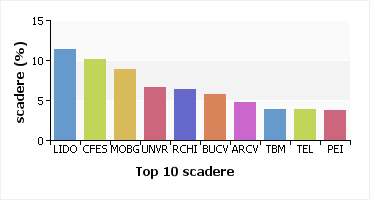 scadere (%)
15
10
5
0
LIDO CFES MOBG UNVR RCHI BUCV ARCV TBM TEL PEI
Top 10 scadere